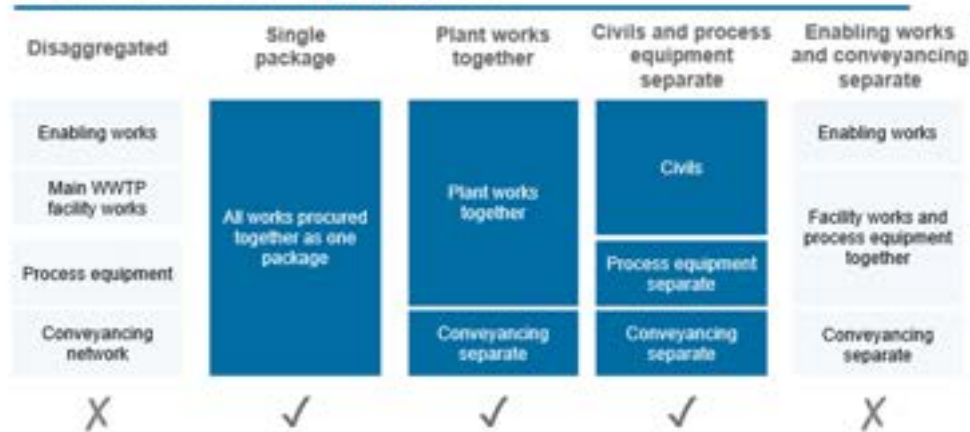 Disaggregated
Single
package
Plant works
together
Civils and process
equipment
separate
Enabling works
and conveyancing
separate
Enabling works
Main WWTP
facility works
Process equipment
Conveyancing
network
All works procured
together as one
package
Plant works
together
Conveyancing
separate
Civils
Process equipment
separate
Conveyancing
separate
Enabling works
Facility works and
process equipment
together
Conveyancing
separate
X
✓
✓
✓
X